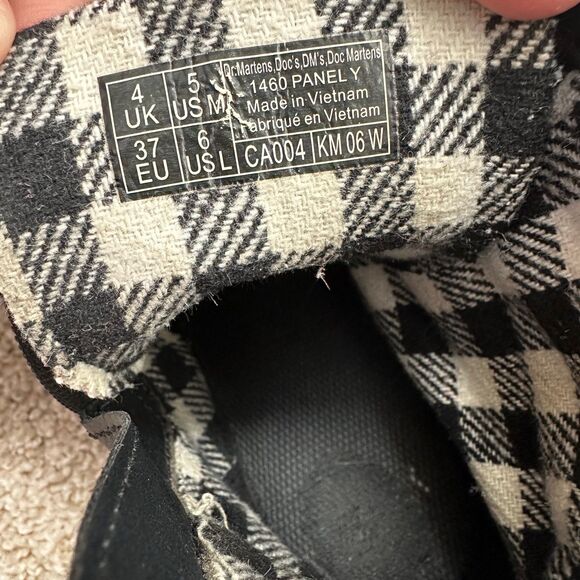 4 UK
5 US M
37 EU
6 US L
Dr.Martens,Doc's,DM's,Doc Martens
1460 PANEL Y
Made in Vietnam
Fabriqué en Vietnam
CA004
KM 06 W